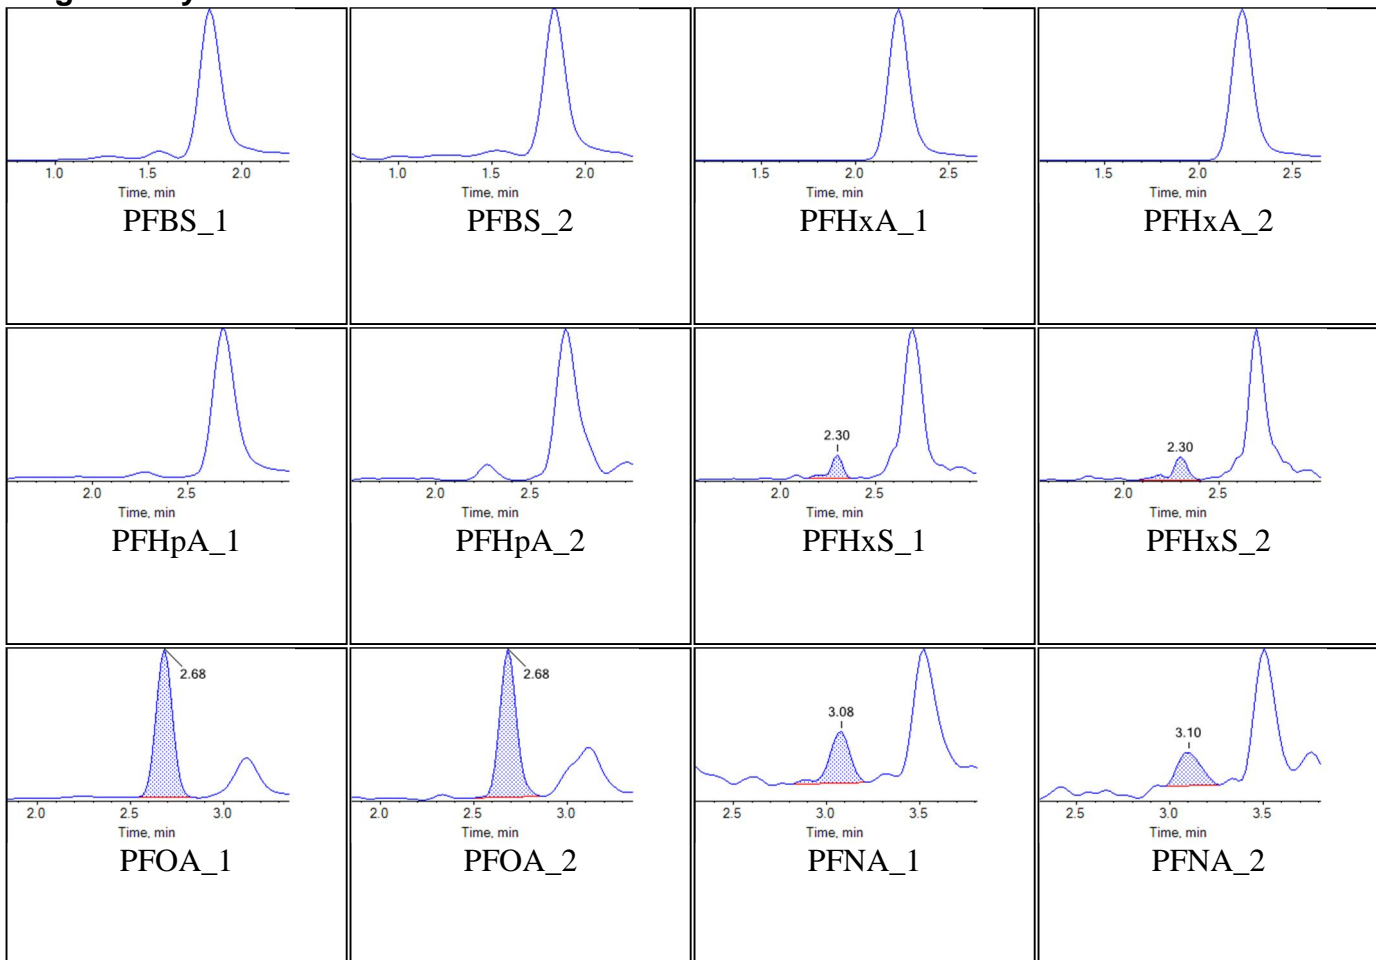 1.0 1.5 2.0
Time, min
PFBS_1
1.0 1.5 2.0
Time, min
PFBS_2
1.5 2.0 2.5
Time, min
PFHxA_1
1.5 2.0 2.5
Time, min
PFHxA_2
2.0 2.5
Time, min
PFHpA_1
2.0 2.5
Time, min
PFHpA_2
2.30
2.0 2.5
Time, min
PFHxS_1
2.30
2.0 2.5
Time, min
PFHxS_2
2.68
2.0 2.5 3.0
Time, min
PFOA_1
2.68
2.0 2.5 3.0
Time, min
PFOA_2
3.08
2.5 3.0 3.5
Time, min
PFNA_1
3.10
2.5 3.0 3.5
Time, min
PFNA_2